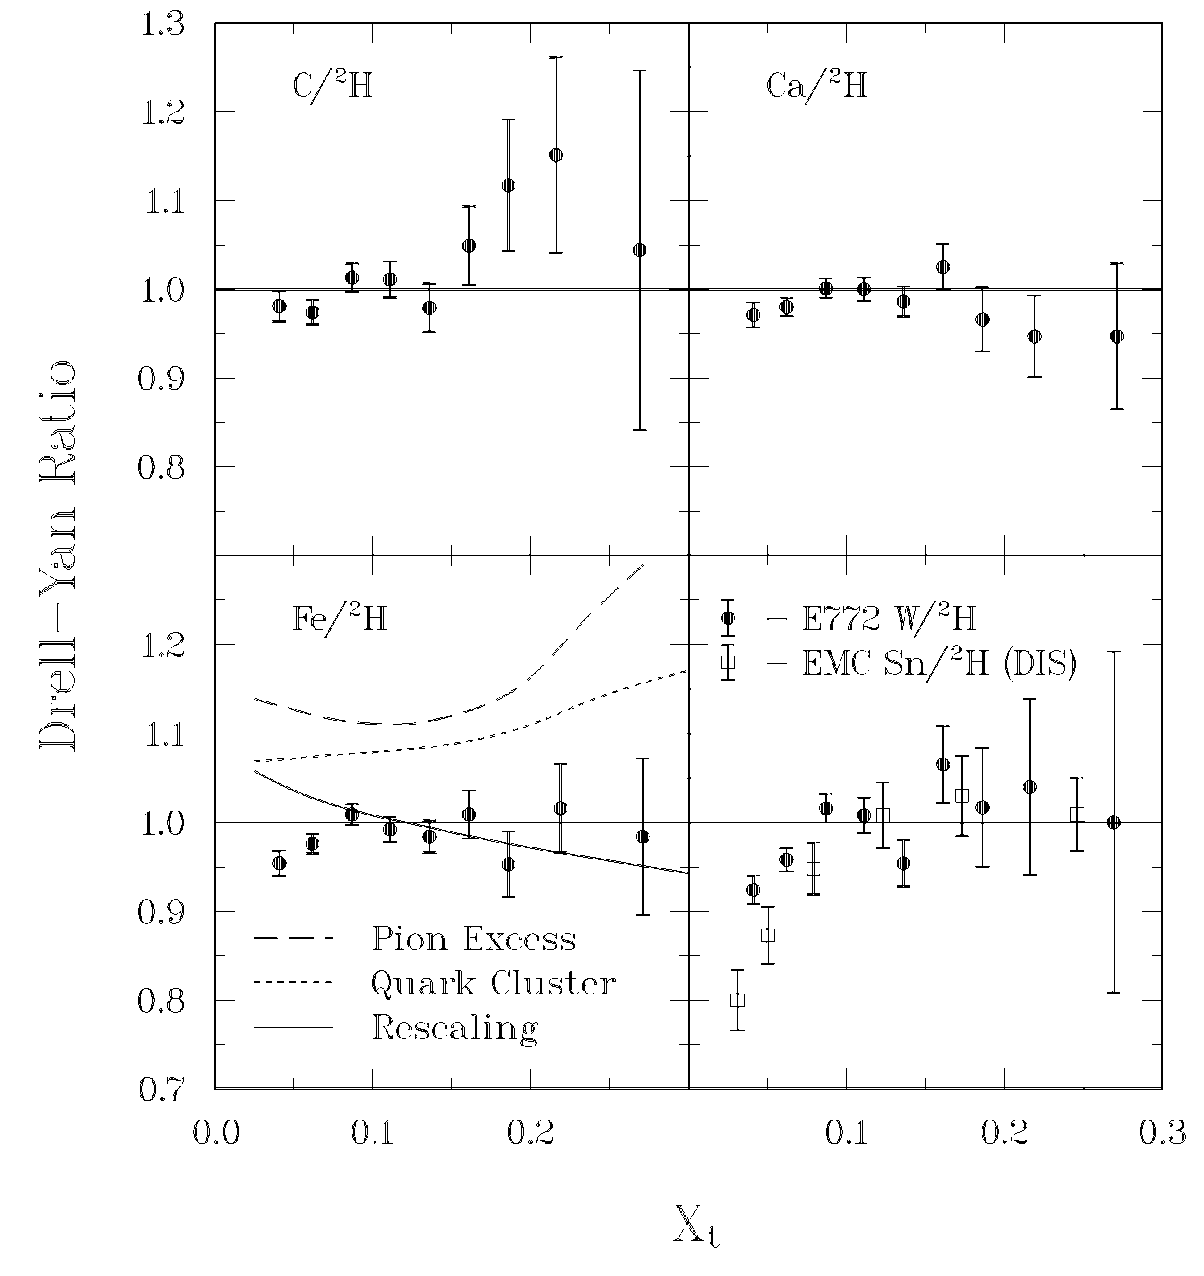 1.3
C/²H
Ca/²H
1.2
1.1
1.0
0.9
0.8
Drell–Yan Ratio
Fe/²H
– E772 W/²H
– EMC Sn/²H (DIS)
1.2
1.1
1.0
0.9
Pion Excess
Quark Cluster
0.8
Rescaling
0.7
0.0 0.1 0.2 0.1 0.2 0.3
Xt